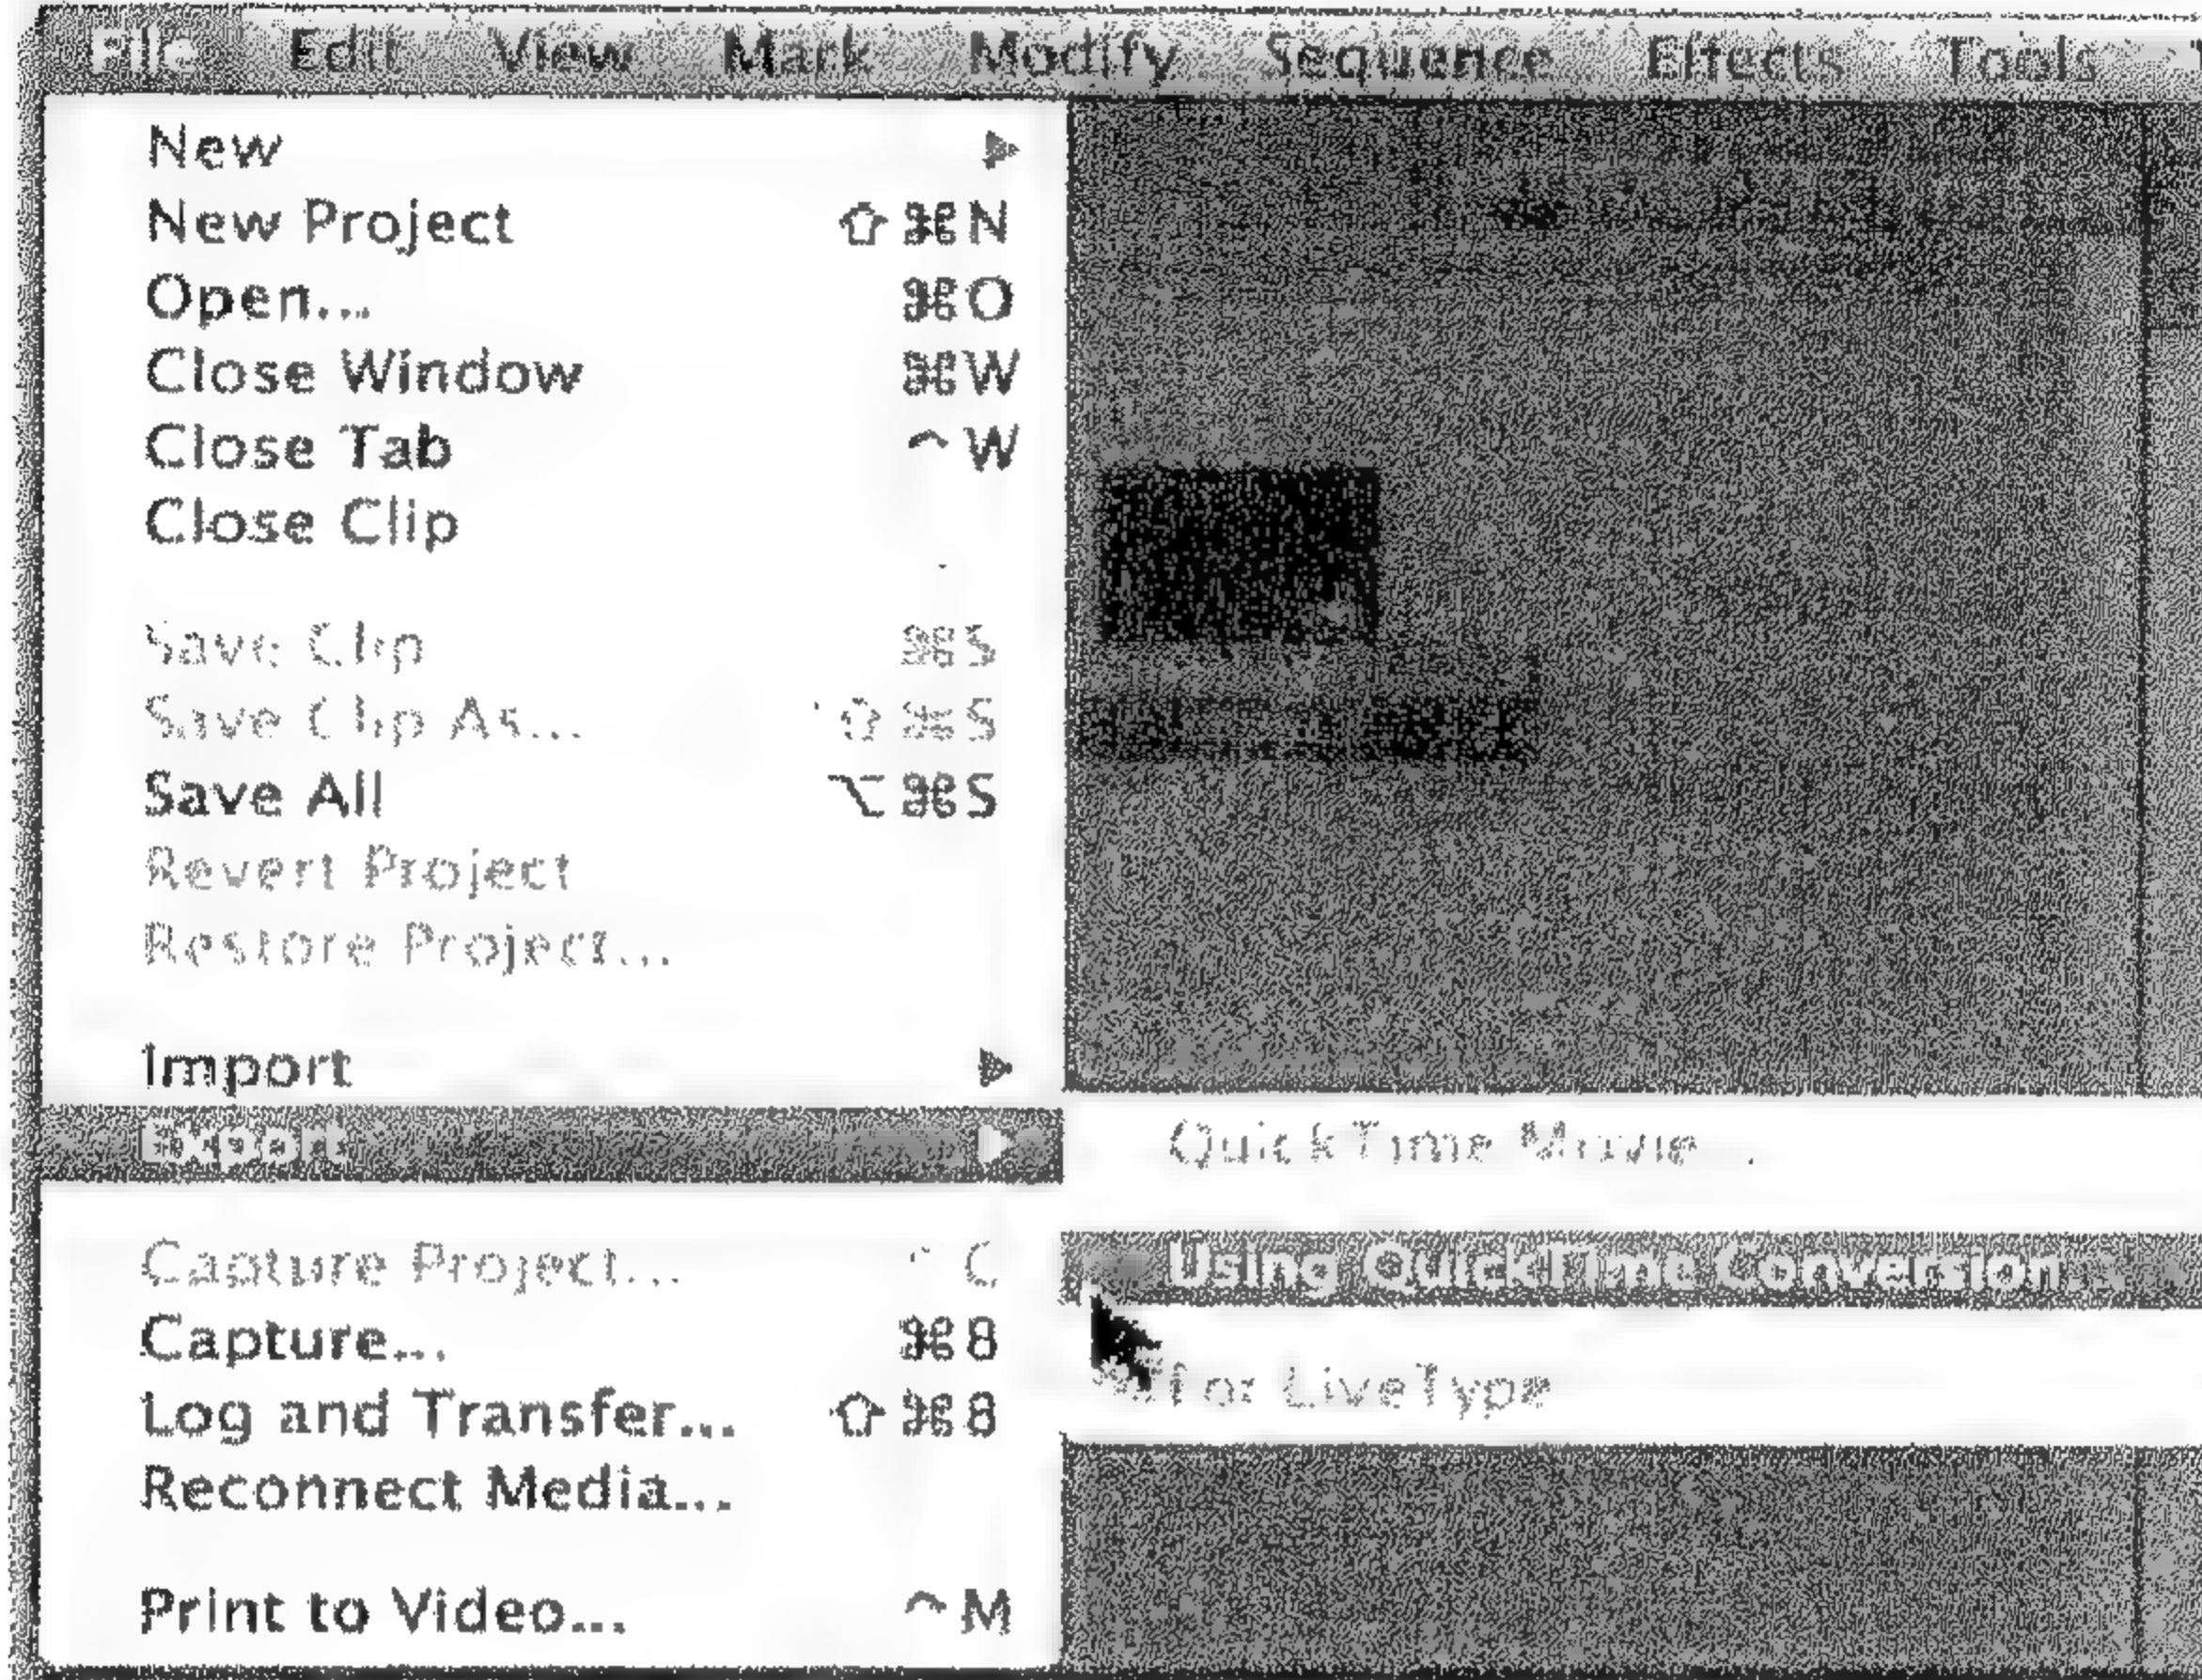 File Edit View Mark Modify Sequence Effects Tools
New
New Project ⇧⌘N
Open... ⌘O
Close Window ⌘W
Close Tab ^W
Close Clip
Save Clip ⌘S
Save Clip As... ⇧⌘S
Save All ⌥⌘S
Revert Project
Restore Project...
Import
Export
QuickTime Movie...
Capture Project... ^C
Using QuickTime Conversion...
Capture... ⌘8
For LiveType
Log and Transfer... ⇧⌘8
Reconnect Media...
Print to Video... ^M